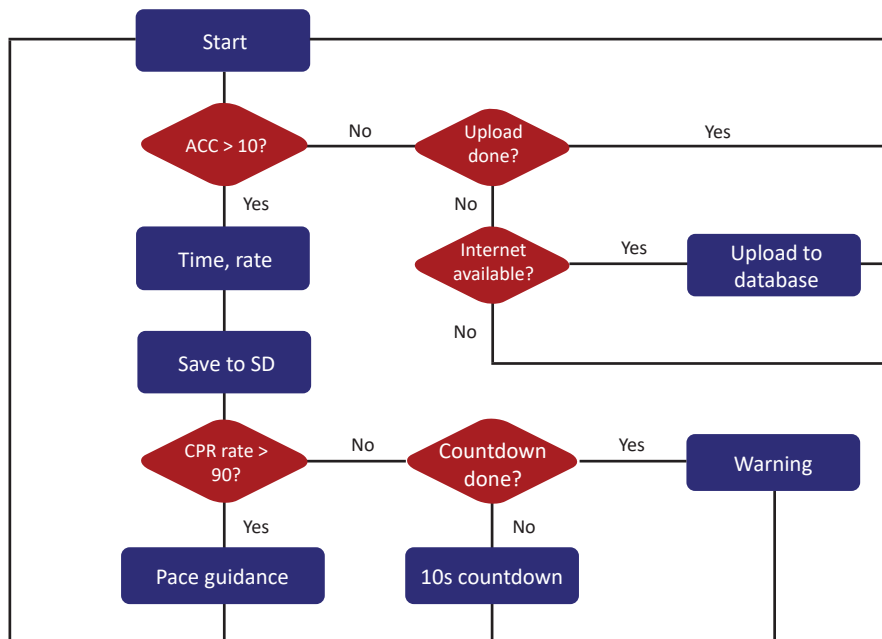 Start
ACC > 10?
No
Upload
done?
Yes
Yes
No
Time, rate
Internet
available?
Yes
Upload to
database
No
Save to SD
CPR rate >
90?
No
Countdown
done?
Yes
Warning
Yes
No
Pace guidance
10s countdown